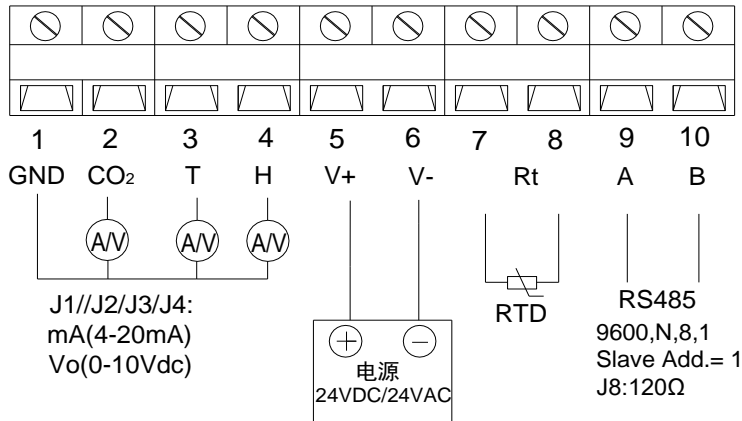 1 2 3 4 5 6 7 8 9 10
GND CO₂ T H V+ V- Rt A B
A/V A/V A/V
J1//J2/J3/J4:
mA(4-20mA)
Vo(0-10Vdc)
+ −
电源
24VDC/24VAC
RTD
RS485
9600,N,8,1
Slave Add.= 1
J8:120Ω